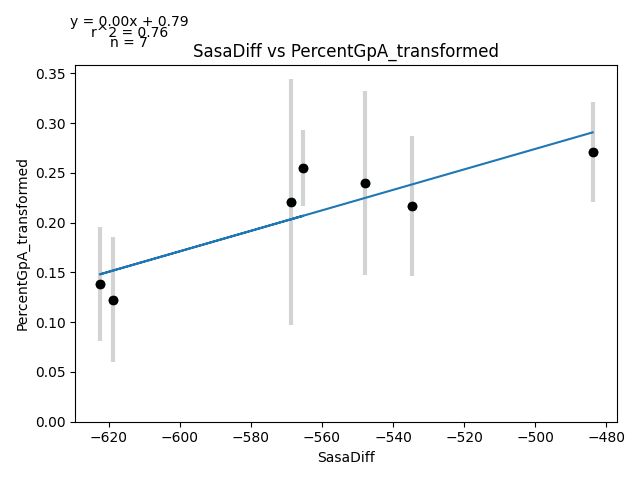 y = 0.00x + 0.79
r^2 = 0.76
n = 7
SasaDiff vs PercentGpA_transformed
0.35
0.30
0.25
0.20
0.15
0.10
0.05
0.00
PercentGpA_transformed
−620
−600
−580
−560
−540
−520
−500
−480
SasaDiff